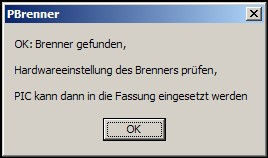 PBrenner
OK: Brenner gefunden,
Hardwareeinstellung des Brenners prüfen,
PIC kann dann in die Fassung eingesetzt werden
OK